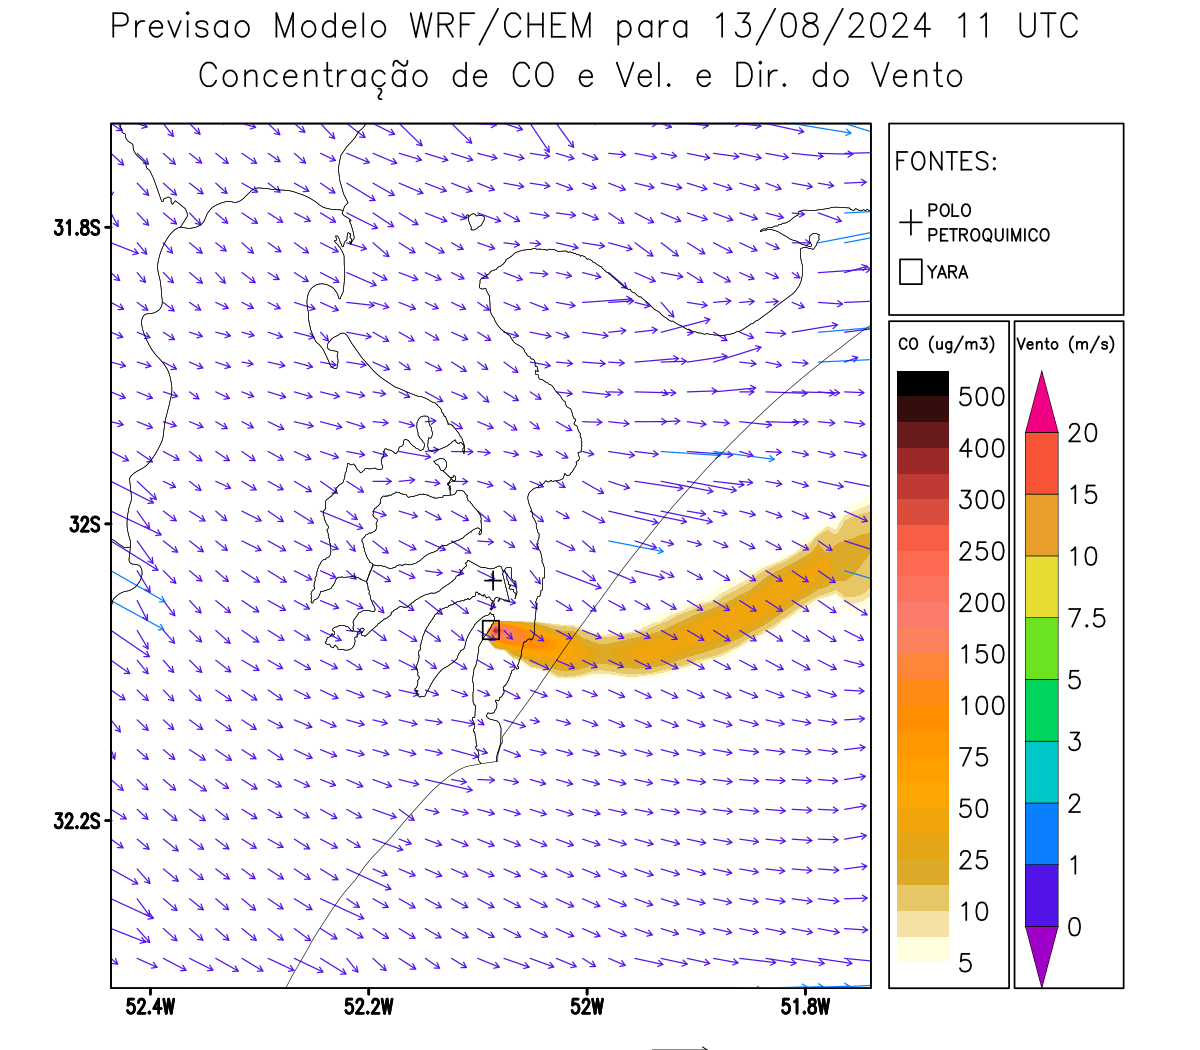 Previsao Modelo WRF/CHEM para 13/08/2024 11 UTC
Concentração de CO e Vel. e Dir. do Vento
FONTES:
POLO
PETROQUIMICO
YARA
CO (ug/m3)
500
400
300
250
200
150
100
75
50
25
10
5
Vento (m/s)
20
15
10
7.5
5
3
2
1
0
31.8S
32S
32.2S
52.4W
52.2W
52W
51.8W